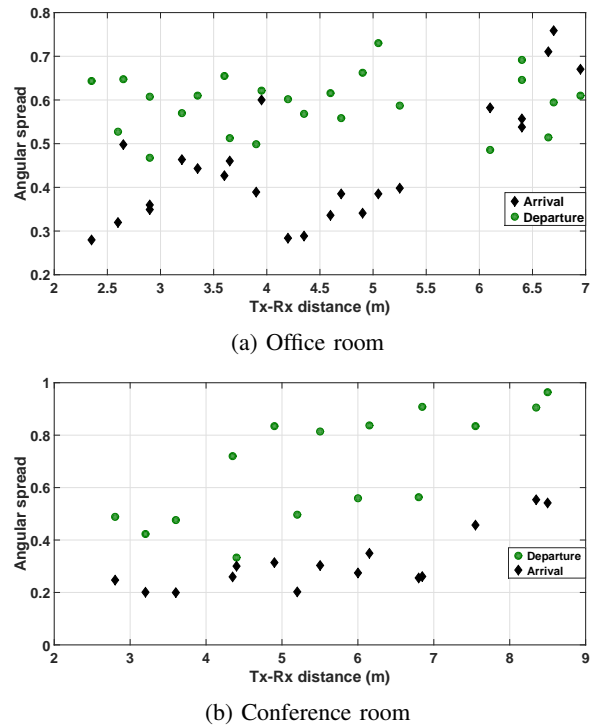 0.8
0.7
0.6
0.5
0.4
0.3
0.2
Angular spread
Arrival
Departure
2 2.5 3 3.5 4 4.5 5 5.5 6 6.5 7
Tx-Rx distance (m)
(a) Office room
1
0.8
0.6
0.4
0.2
0
Angular spread
Departure
Arrival
2 3 4 5 6 7 8 9
Tx-Rx distance (m)
(b) Conference room